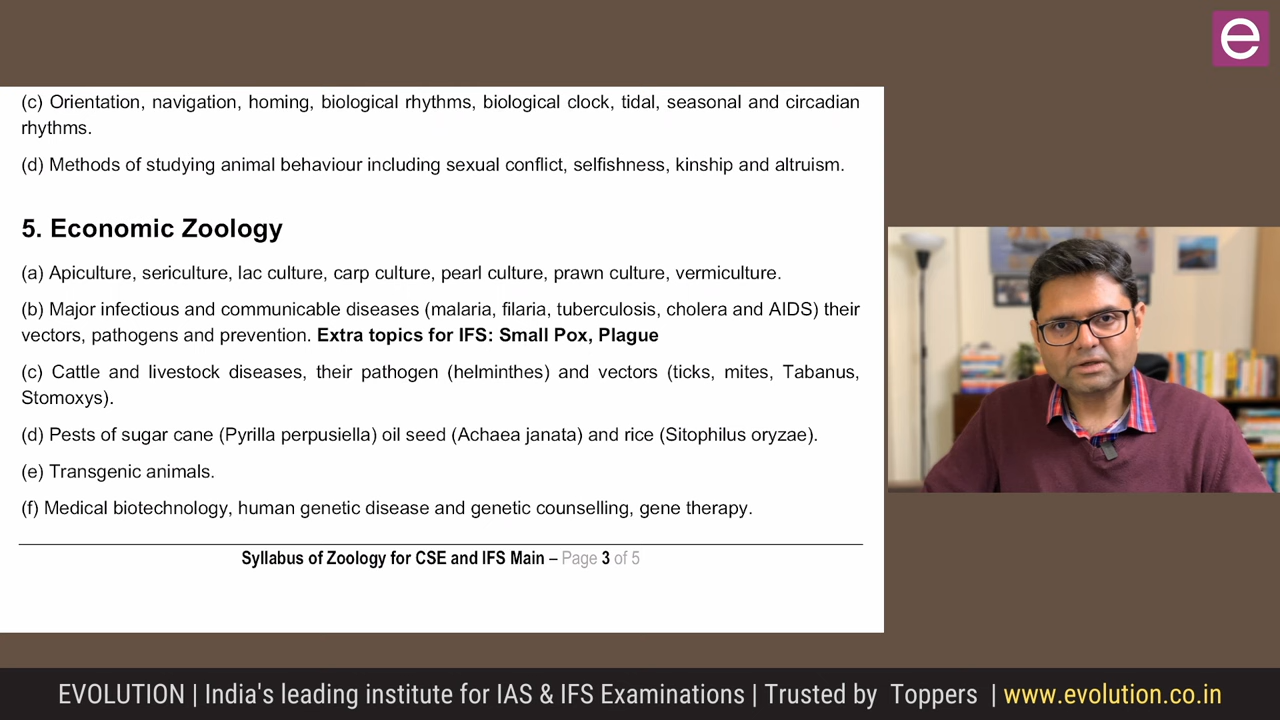 e
(c) Orientation, navigation, homing, biological rhythms, biological clock, tidal, seasonal and circadian
rhythms.
(d) Methods of studying animal behaviour including sexual conflict, selfishness, kinship and altruism.
5. Economic Zoology
(a) Apiculture, sericulture, lac culture, carp culture, pearl culture, prawn culture, vermiculture.
(b) Major infectious and communicable diseases (malaria, filaria, tuberculosis, cholera and AIDS) their
vectors, pathogens and prevention. Extra topics for IFS: Small Pox, Plague
(c) Cattle and livestock diseases, their pathogen (helminthes) and vectors (ticks, mites, Tabanus,
Stomoxys).
(d) Pests of sugar cane (Pyrilla perpusiella) oil seed (Achaea janata) and rice (Sitophilus oryzae).
(e) Transgenic animals.
(f) Medical biotechnology, human genetic disease and genetic counselling, gene therapy.
Syllabus of Zoology for CSE and IFS Main – Page 3 of 5
EVOLUTION | India's leading institute for IAS & IFS Examinations | Trusted by Toppers | www.evolution.co.in